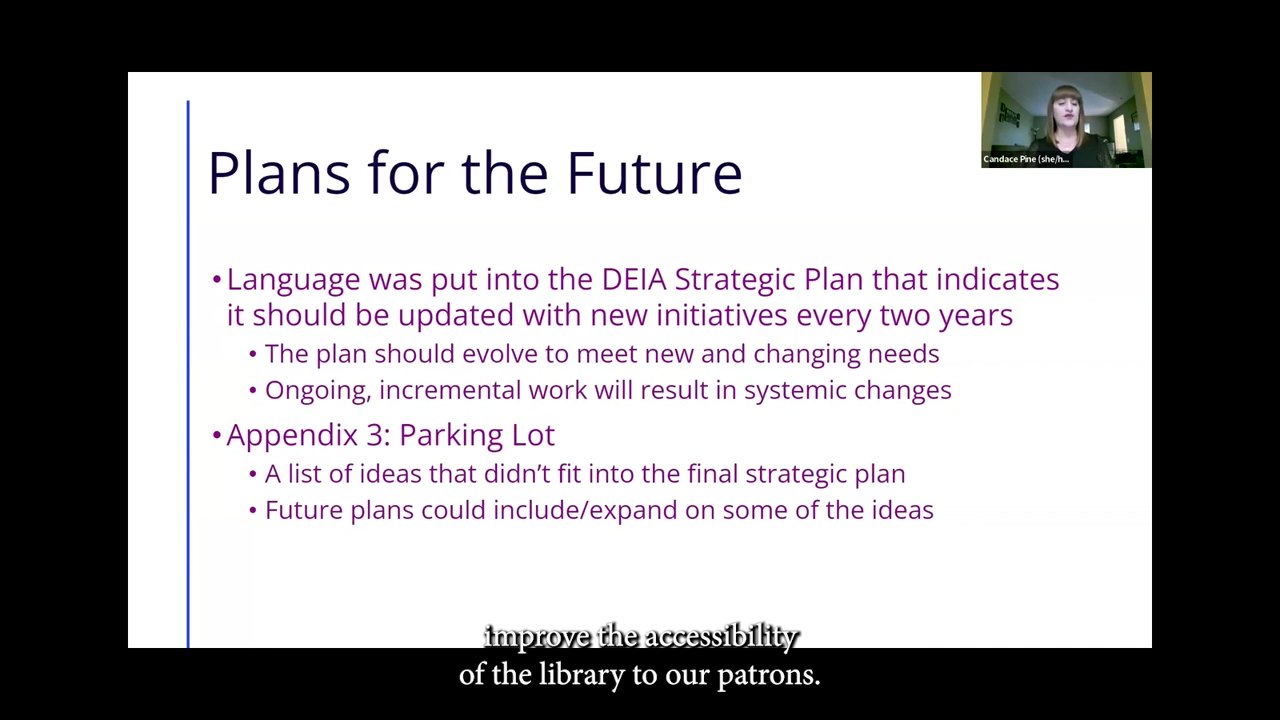 Candace Pine (she/h...
Plans for the Future
• Language was put into the DEIA Strategic Plan that indicates
it should be updated with new initiatives every two years
• The plan should evolve to meet new and changing needs
• Ongoing, incremental work will result in systemic changes
• Appendix 3: Parking Lot
• A list of ideas that didn’t fit into the final strategic plan
• Future plans could include/expand on some of the ideas
improve the accessibility
of the library to our patrons.